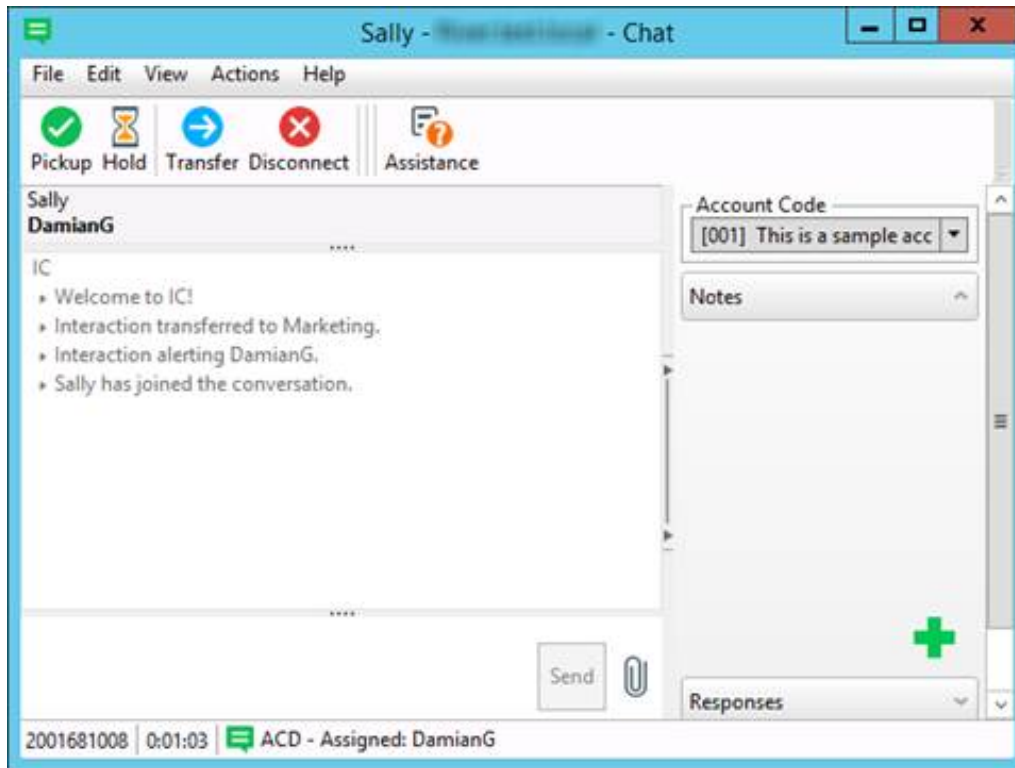 Sally - - Chat
File Edit View Actions Help
Pickup Hold Transfer Disconnect Assistance
Sally
DamianG
IC
Welcome to IC!
Interaction transferred to Marketing.
Interaction alerting DamianG.
Sally has joined the conversation.
Send
Account Code
[001] This is a sample acc
Notes
Responses
2001681008 0:01:03 ACD - Assigned: DamianG